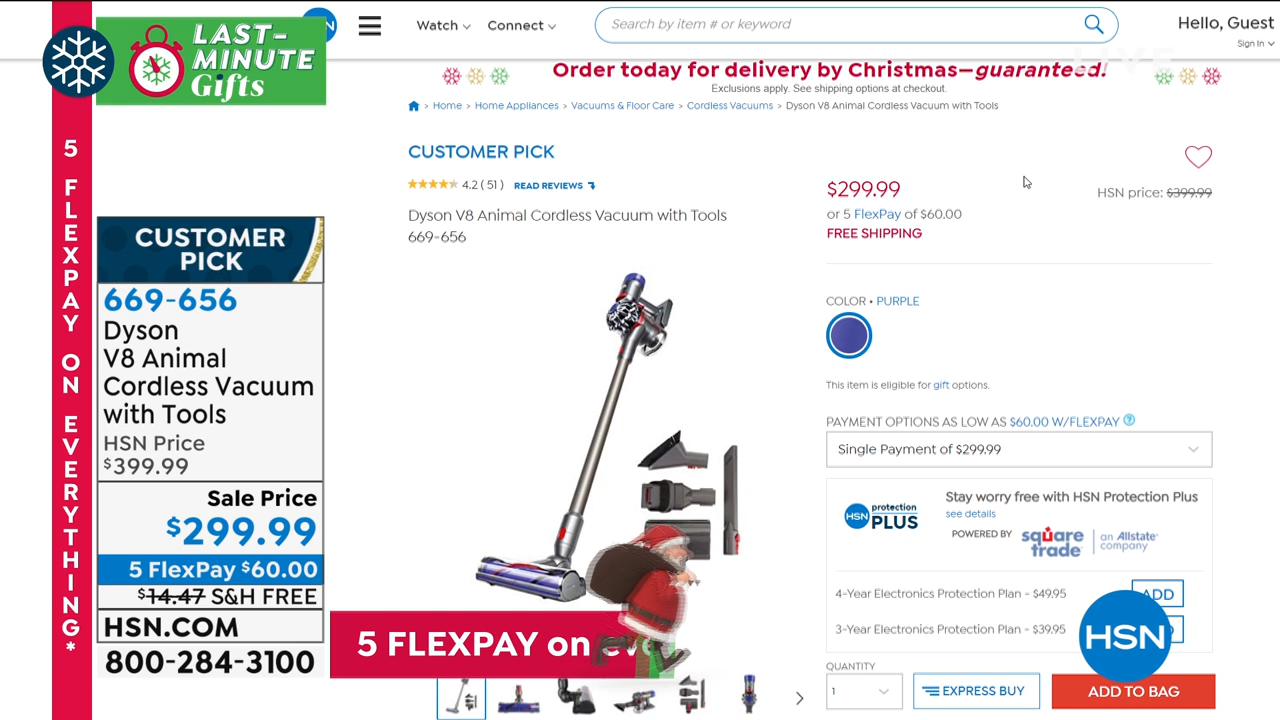 LAST-
MINUTE
Gifts
5 FLEXPAY ON EVERYTHING*
CUSTOMER
PICK
669-656
Dyson
V8 Animal
Cordless Vacuum
with Tools
HSN Price
$399.99
Sale Price
$299.99
5 FlexPay $60.00
$14.47 S&H FREE
HSN.COM
800-284-3100
Watch
Connect
Search by item # or keyword
Hello, Guest
Sign In
LIVE
Order today for delivery by Christmas—guaranteed!
Exclusions apply. See shipping options at checkout.
> Home > Home Appliances > Vacuums & Floor Care > Cordless Vacuums > Dyson V8 Animal Cordless Vacuum with Tools
CUSTOMER PICK
4.2 ( 51 ) READ REVIEWS
Dyson V8 Animal Cordless Vacuum with Tools
669-656
$299.99
HSN price: $399.99
or 5 FlexPay of $60.00
FREE SHIPPING
COLOR • PURPLE
This item is eligible for gift options.
PAYMENT OPTIONS AS LOW AS $60.00 W/FLEXPAY ?
Single Payment of $299.99
HSN protection PLUS
Stay worry free with HSN Protection Plus
see details
POWERED BY square trade | an Allstate company
4-Year Electronics Protection Plan - $49.95
ADD
3-Year Electronics Protection Plan - $39.95
HSN
QUANTITY
1
EXPRESS BUY
ADD TO BAG
5 FLEXPAY on